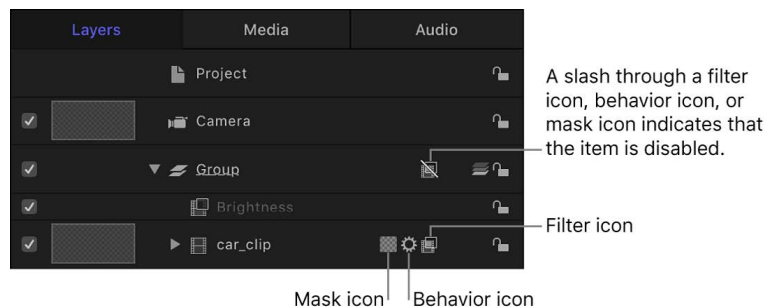 Layers Media Audio
Project
Camera
Group
Brightness
car_clip
A slash through a filter
icon, behavior icon, or
mask icon indicates that
the item is disabled.
Filter icon
Mask icon Behavior icon